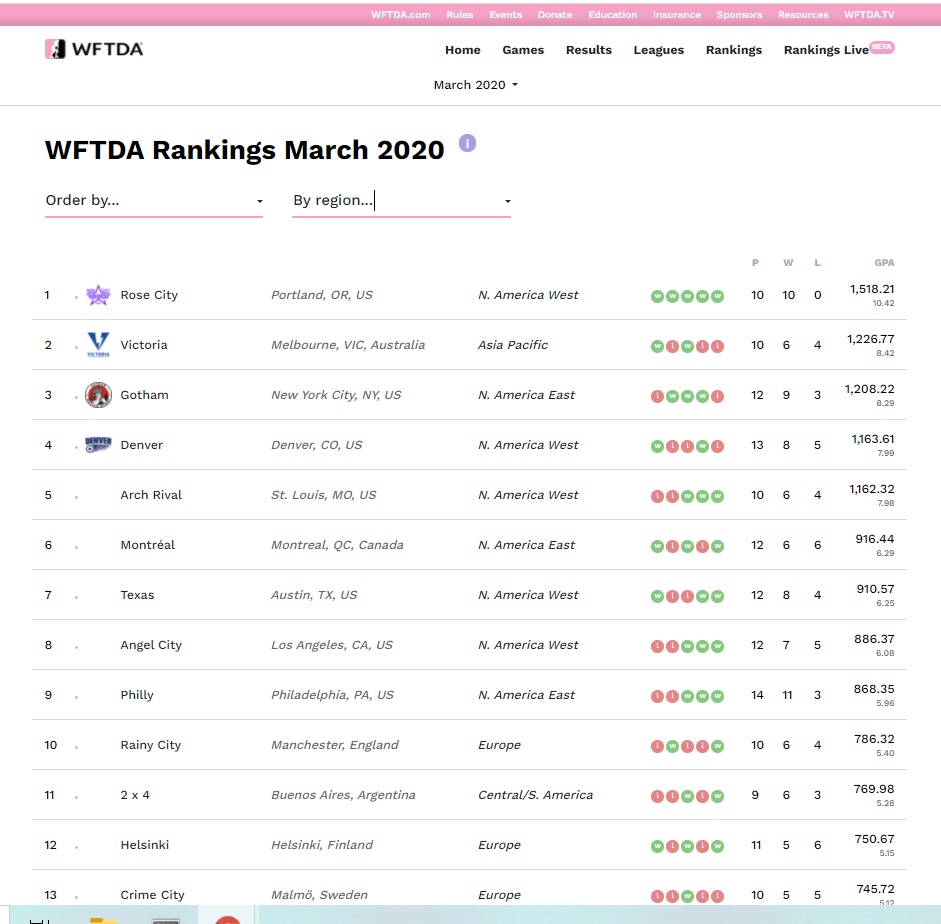 WFTDA.com Rules Events Donate Education Insurance Sponsors Resources WFTDA.TV
WFTDA Home Games Results Leagues Rankings Rankings Live BETA
March 2020
WFTDA Rankings March 2020 i
Order by... By region...
P W L GPA
1 Rose City Portland, OR, US N. America West W W W W W 10 10 0 1,518.21
10.42
2 VICTORIA Victoria Melbourne, VIC, Australia Asia Pacific W L W L L 10 6 4 1,226.77
8.42
3 Gotham New York City, NY, US N. America East L W W W L 12 9 3 1,208.22
8.29
4 DENVER Denver Denver, CO, US N. America West W L L W L 13 8 5 1,163.61
7.99
5 Arch Rival St. Louis, MO, US N. America West L L W W W 10 6 4 1,162.32
7.98
6 Montréal Montreal, QC, Canada N. America East W L W L W 12 6 6 916.44
6.29
7 Texas Austin, TX, US N. America West W L L W W 12 8 4 910.57
6.25
8 Angel City Los Angeles, CA, US N. America West L L W W W 12 7 5 886.37
6.08
9 Philly Philadelphia, PA, US N. America East L L W W W 14 11 3 868.35
5.96
10 Rainy City Manchester, England Europe L W L L W 10 6 4 786.32
5.40
11 2 x 4 Buenos Aires, Argentina Central/S. America L L W L W 9 6 3 769.98
5.28
12 Helsinki Helsinki, Finland Europe W L W L W 11 5 6 750.67
5.15
13 Crime City Malmö, Sweden Europe L L L L W 10 5 5 745.72
5.12